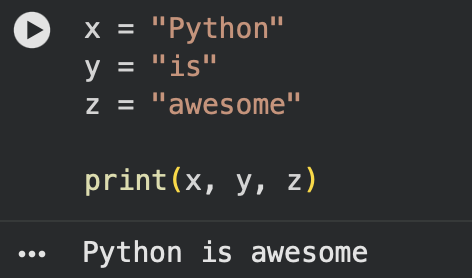 x = "Python"
y = "is"
z = "awesome"
print(x, y, z)
Python is awesome